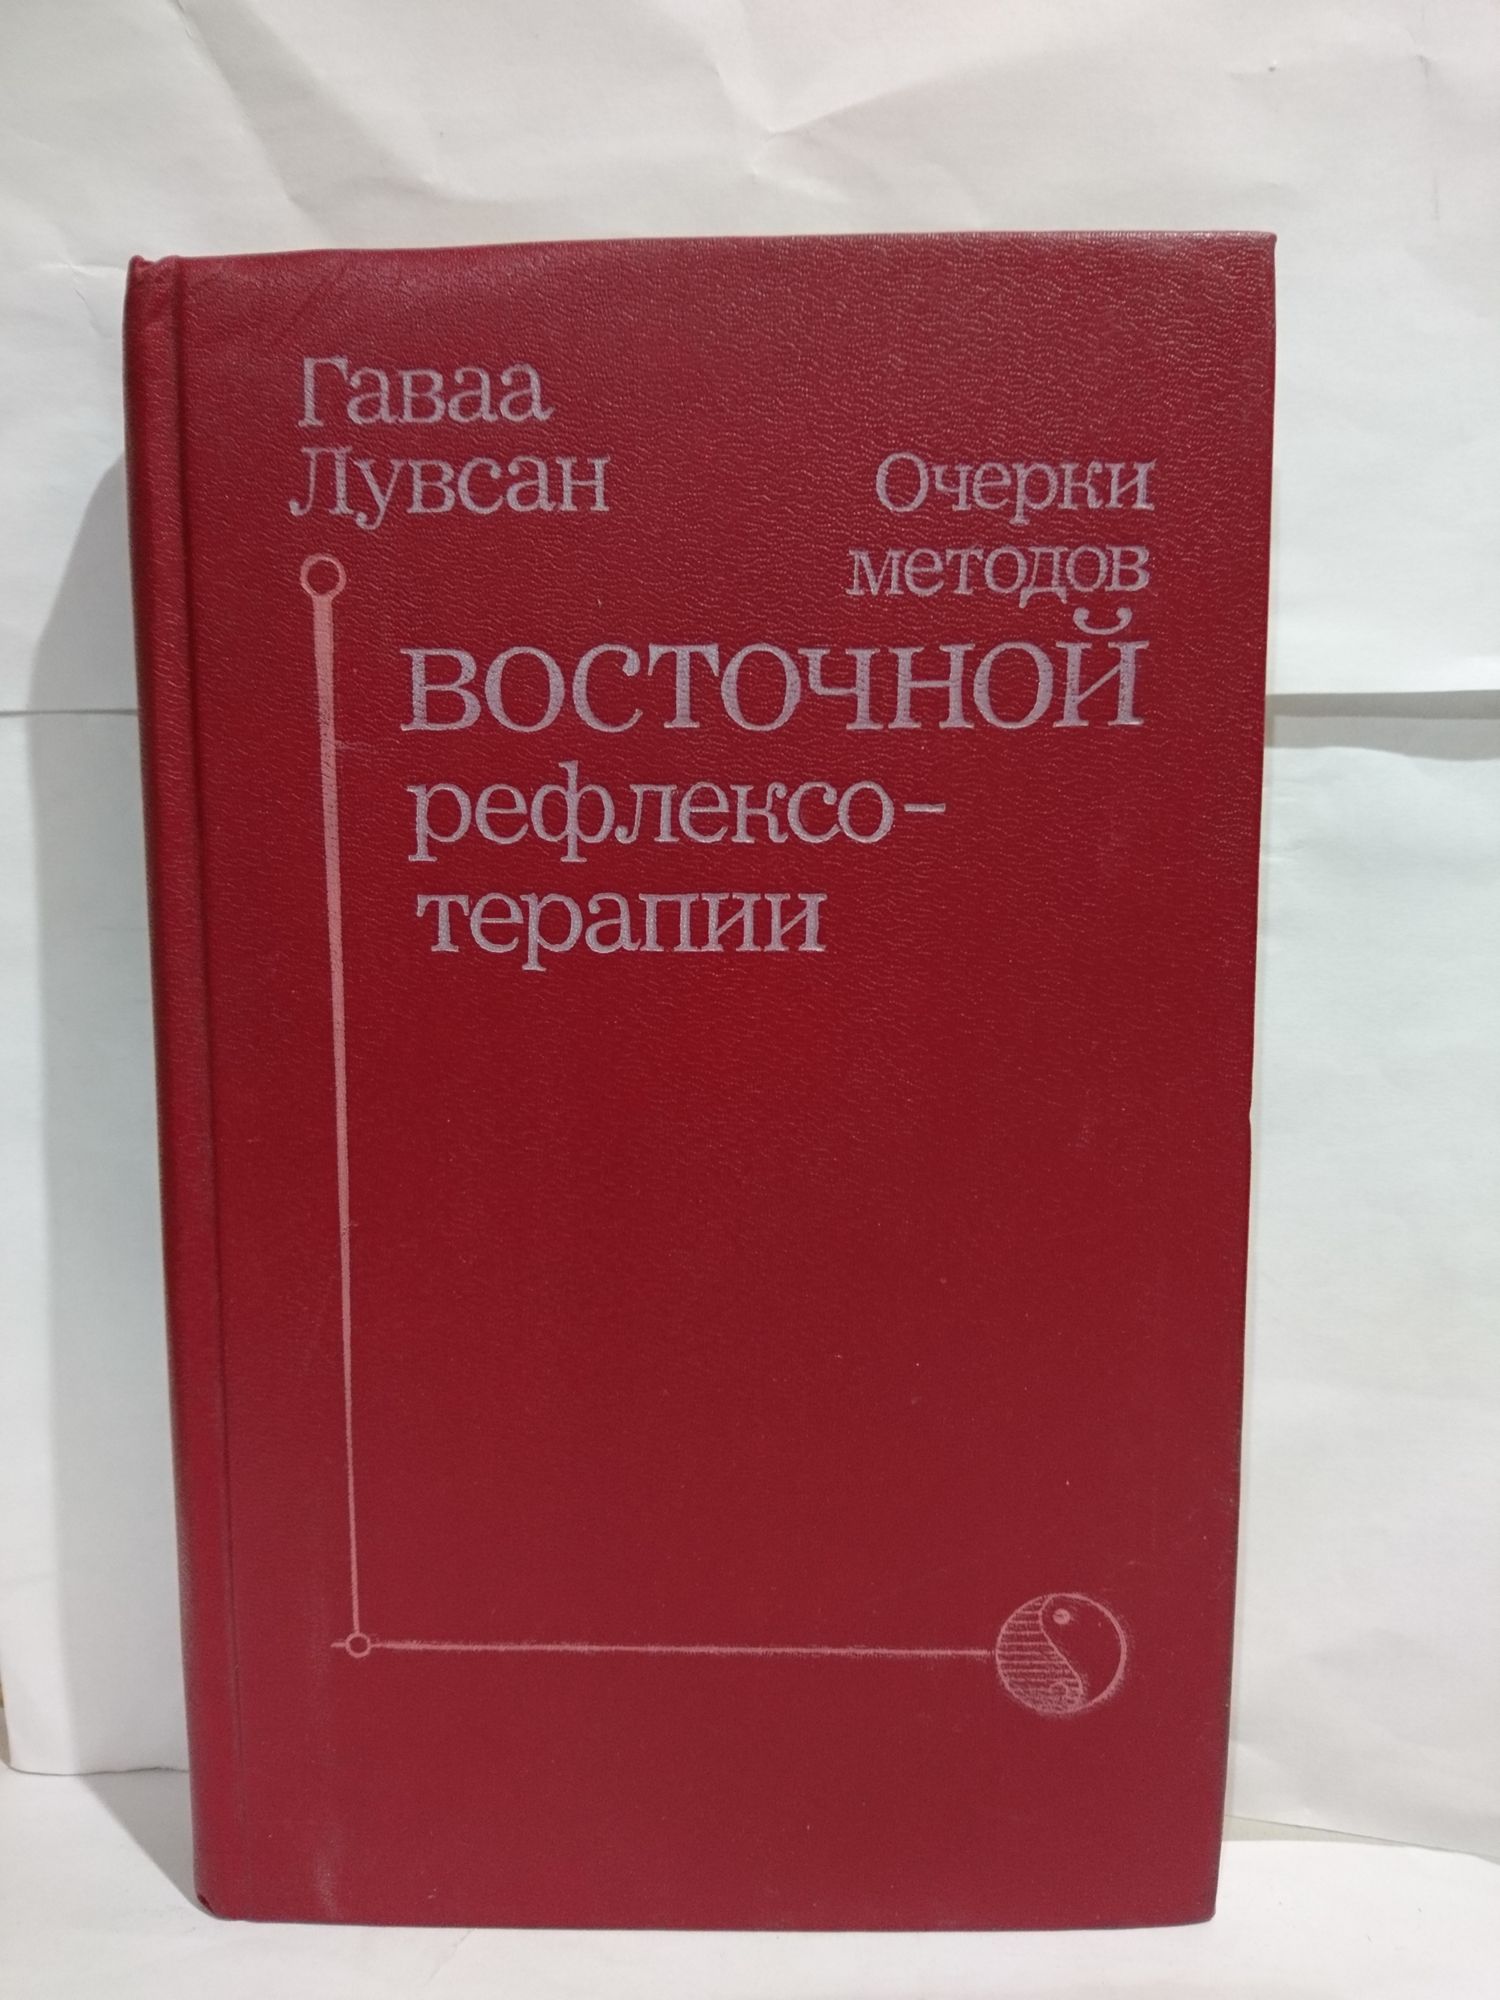 Гаваа
Лувсан
Очерки
методов
восточной
рефлексо-
терапии